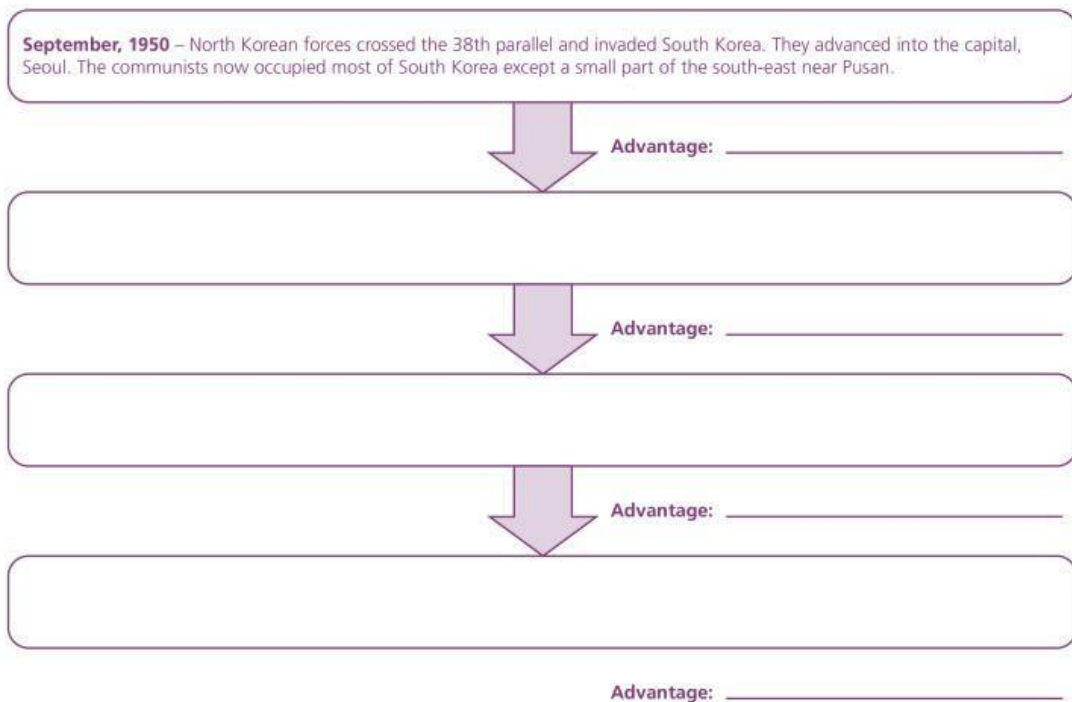 September, 1950 – North Korean forces crossed the 38th parallel and invaded South Korea. They advanced into the capital,
Seoul. The communists now occupied most of South Korea except a small part of the south-east near Pusan.
Advantage:
Advantage:
Advantage:
Advantage: